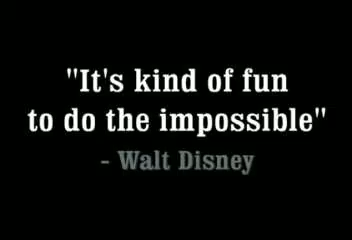 "It's kind of fun
to do the impossible"
- Walt Disney